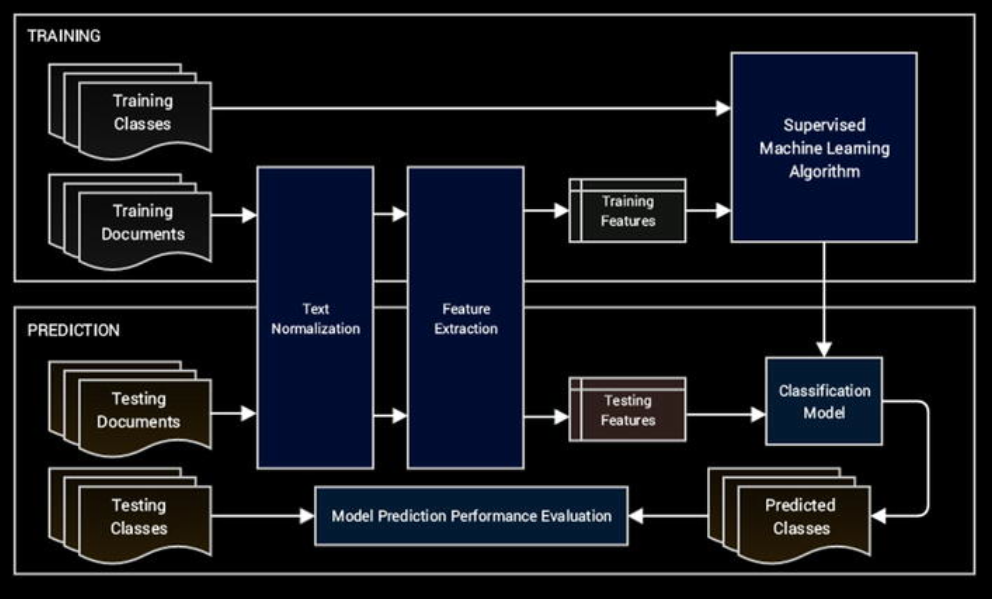 TRAINING
Training
Classes
Supervised
Machine Learning
Algorithm
Training
Documents
Training
Features
Text
Normalization
Feature
Extraction
PREDICTION
Testing
Documents
Testing
Features
Classification
Model
Testing
Classes
Model Prediction Performance Evaluation
Predicted
Classes